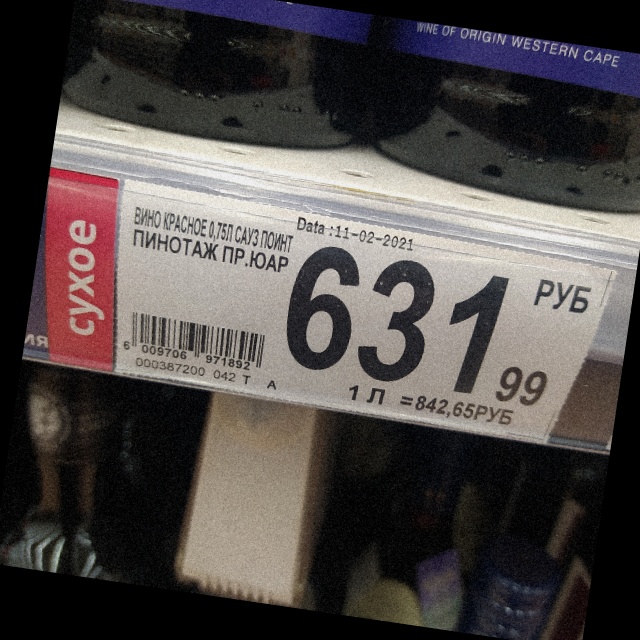 WINE OF ORIGIN WESTERN CAPE
сухое
ВИНО КРАСНОЕ 0,75Л САУЗ ПОИНТ
ПИНОТАЖ ПР.ЮАР
Data :11-02-2021
631 99
РУБ
6 009706 971892
000387200 042 Т А
1 Л =842,65РУБ
ИЯ